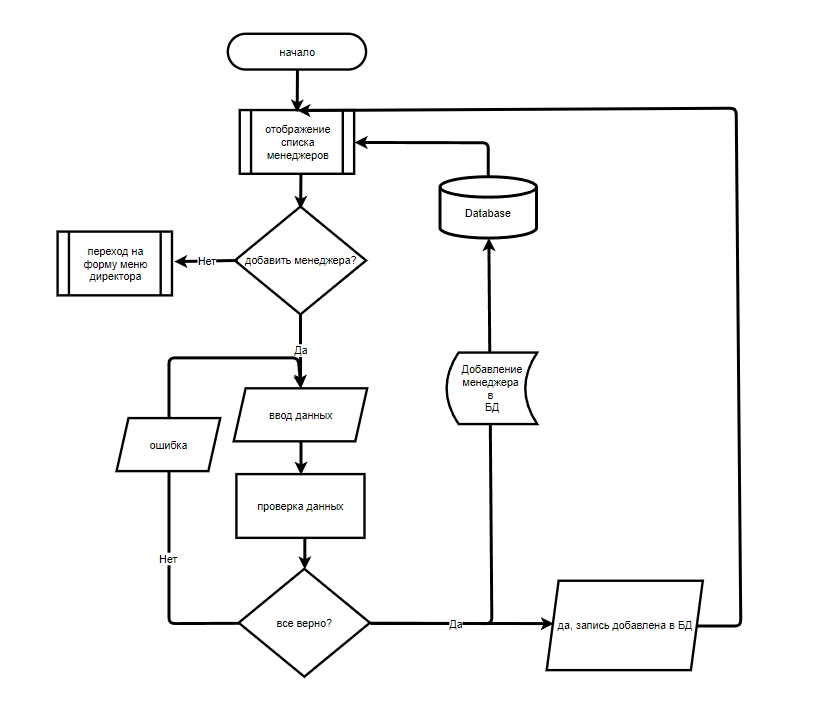 начало
отображение
списка
менеджеров
Database
переход на
форму меню
директора
Нет
добавить менеджера?
Да
Добавление
менеджера
в
БД
ввод данных
ошибка
проверка данных
Нет
все верно?
Да
да, запись добавлена в БД